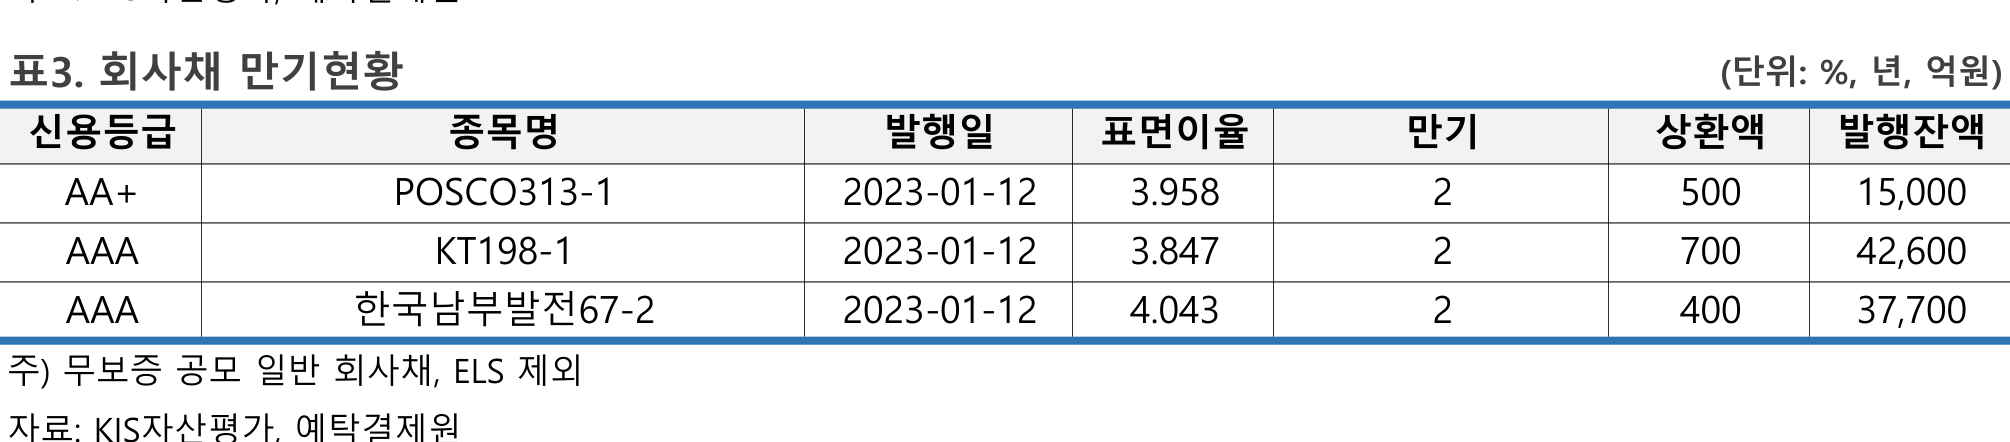 표3. 회사채 만기현황 (단위: %, 년, 억원)
신용등급 종목명 발행일 표면이율 만기 상환액 발행잔액
AA+ POSCO313-1 2023-01-12 3.958 2 500 15,000
AAA KT198-1 2023-01-12 3.847 2 700 42,600
AAA 한국남부발전67-2 2023-01-12 4.043 2 400 37,700
주) 무보증 공모 일반 회사채, ELS 제외
자료: KIS자산평가, 예탁결제원